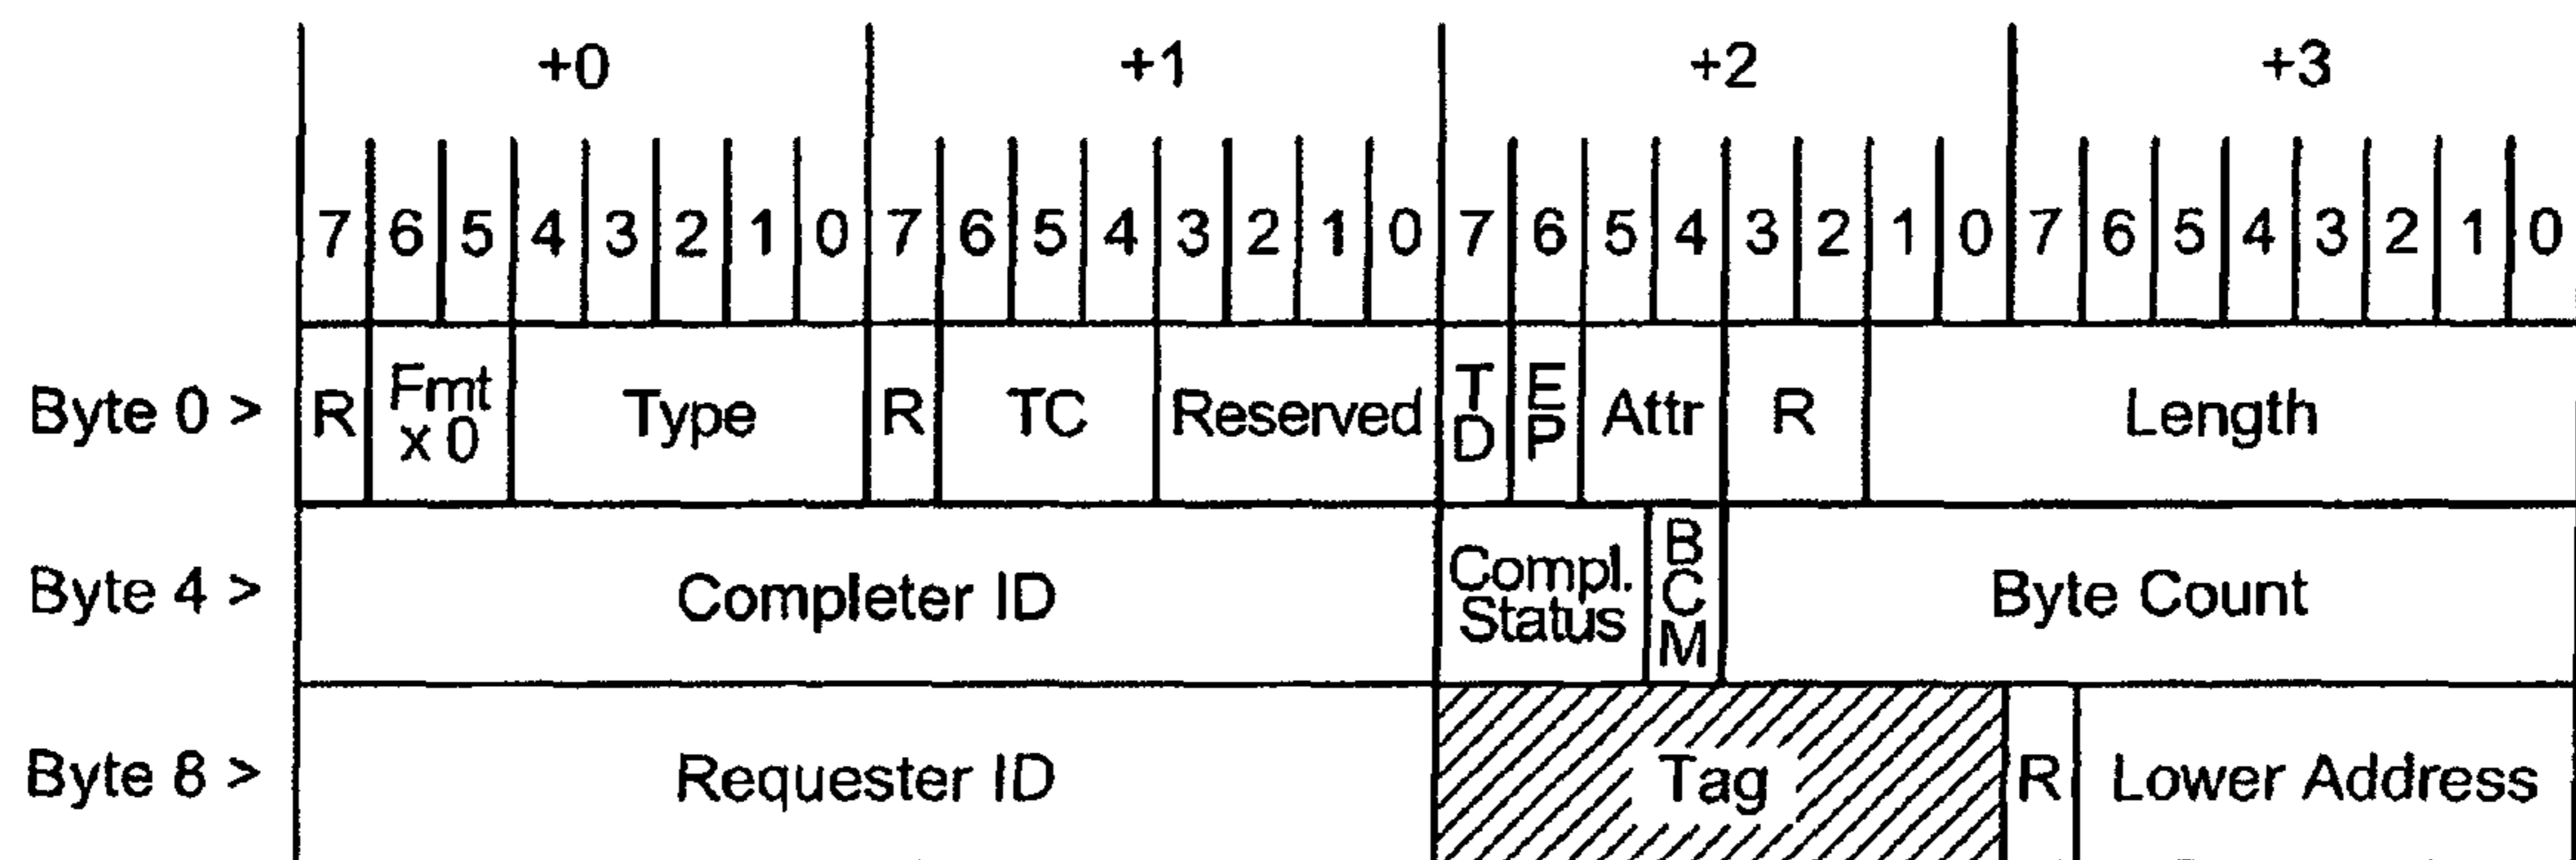 +0 +1 +2 +3
7 6 5 4 3 2 1 0 7 6 5 4 3 2 1 0 7 6 5 4 3 2 1 0 7 6 5 4 3 2 1 0
Byte 0 > R Fmt x 0 Type R TC Reserved TD EP Attr R Length
Byte 4 > Completer ID Compl. Status BCM Byte Count
Byte 8 > Requester ID Tag R Lower Address